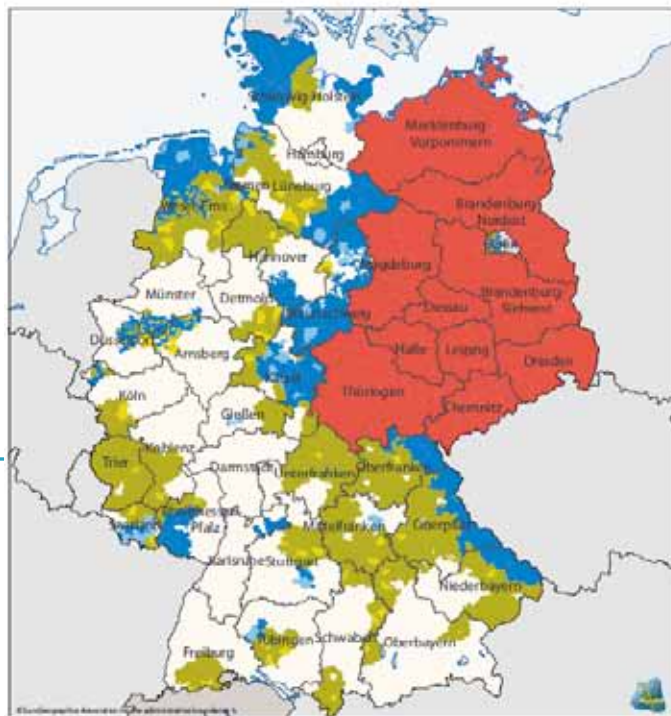 Schleswig-Holstein
Mecklenburg-
Vorpommern
Hamburg
Lüneburg
Weser-Ems
Brandenburg-
Nordost
Hannover
Magdeburg
Münster
Detmold
Braunschweig
Brandenburg-
Südwest
Dessau
Düsseldorf
Arnsberg
Kassel
Halle
Leipzig
Dresden
Thüringen
Köln
Gießen
Chemnitz
Koblenz
Trier
Darmstadt
Unterfranken
Oberfranken
Saarland
Pfalz
Mittelfranken
Oberpfalz
Karlsruhe
Stuttgart
Niederbayern
Tübingen
Schwaben
Oberbayern
Freiburg